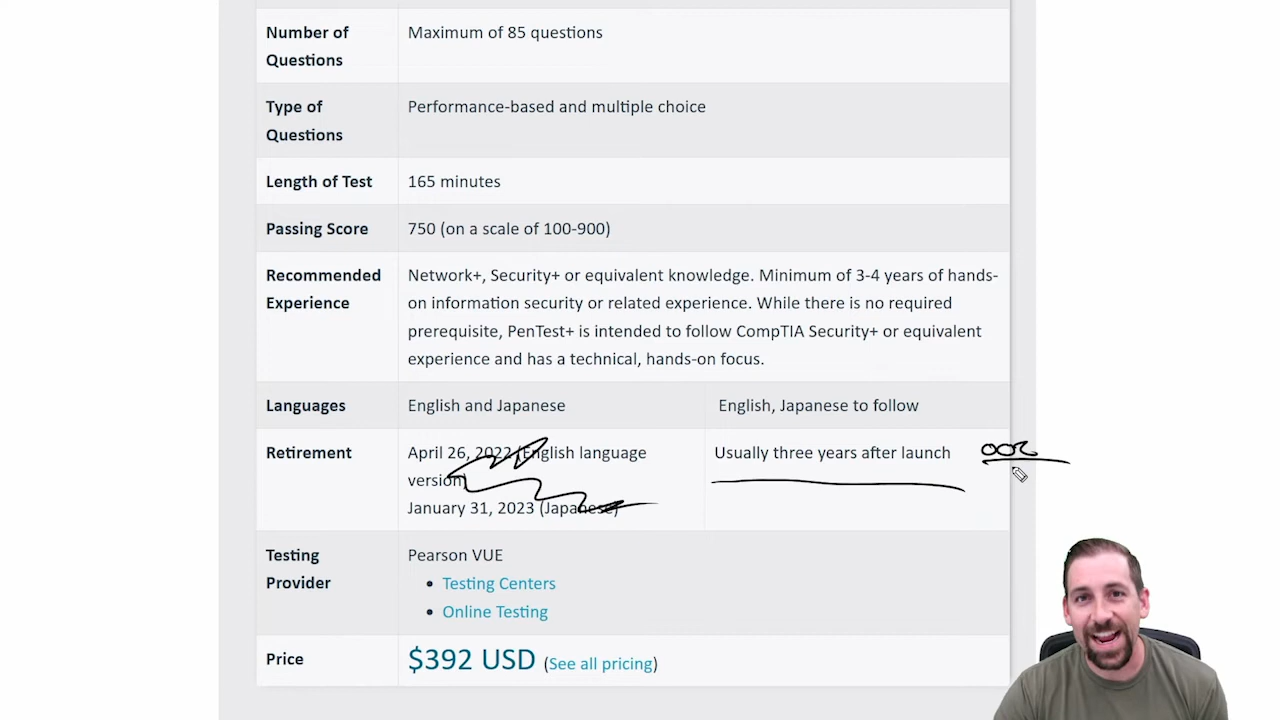 Number of
Questions
Maximum of 85 questions
Type of
Questions
Performance-based and multiple choice
Length of Test
165 minutes
Passing Score
750 (on a scale of 100-900)
Recommended
Experience
Network+, Security+ or equivalent knowledge. Minimum of 3-4 years of hands-
on information security or related experience. While there is no required
prerequisite, PenTest+ is intended to follow CompTIA Security+ or equivalent
experience and has a technical, hands-on focus.
Languages
English and Japanese
English, Japanese to follow
Retirement
April 26, 2022 (English language
version)
January 31, 2023 (Japanese)
Usually three years after launch
002
Testing
Provider
Pearson VUE
• Testing Centers
• Online Testing
Price
$392 USD (See all pricing)